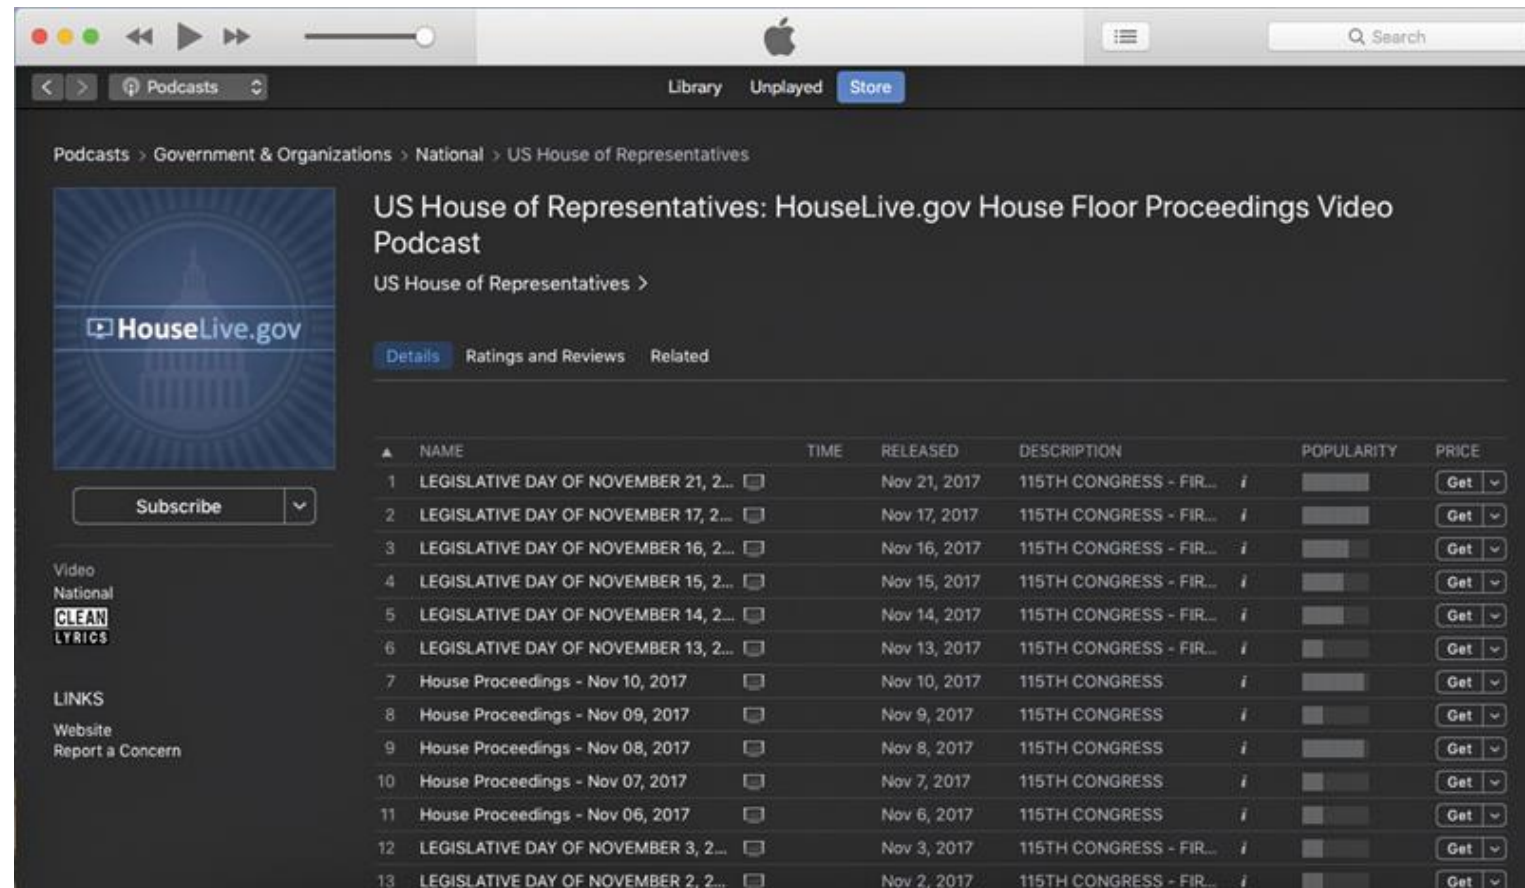 Search
Podcasts Library Unplayed Store
Podcasts > Government & Organizations > National > US House of Representatives
US House of Representatives: HouseLive.gov House Floor Proceedings Video
Podcast
US House of Representatives >
HouseLive.gov
Details Ratings and Reviews Related
Subscribe
Video
National
CLEAN
LYRICS
LINKS
Website
Report a Concern
NAME TIME RELEASED DESCRIPTION POPULARITY PRICE
1 LEGISLATIVE DAY OF NOVEMBER 21, 2... Nov 21, 2017 115TH CONGRESS - FIR... i Get
2 LEGISLATIVE DAY OF NOVEMBER 17, 2... Nov 17, 2017 115TH CONGRESS - FIR... i Get
3 LEGISLATIVE DAY OF NOVEMBER 16, 2... Nov 16, 2017 115TH CONGRESS - FIR... i Get
4 LEGISLATIVE DAY OF NOVEMBER 15, 2... Nov 15, 2017 115TH CONGRESS - FIR... i Get
5 LEGISLATIVE DAY OF NOVEMBER 14, 2... Nov 14, 2017 115TH CONGRESS - FIR... i Get
6 LEGISLATIVE DAY OF NOVEMBER 13, 2... Nov 13, 2017 115TH CONGRESS - FIR... i Get
7 House Proceedings - Nov 10, 2017 Nov 10, 2017 115TH CONGRESS i Get
8 House Proceedings - Nov 09, 2017 Nov 9, 2017 115TH CONGRESS i Get
9 House Proceedings - Nov 08, 2017 Nov 8, 2017 115TH CONGRESS i Get
10 House Proceedings - Nov 07, 2017 Nov 7, 2017 115TH CONGRESS i Get
11 House Proceedings - Nov 06, 2017 Nov 6, 2017 115TH CONGRESS i Get
12 LEGISLATIVE DAY OF NOVEMBER 3, 2... Nov 3, 2017 115TH CONGRESS - FIR... i Get
13 LEGISLATIVE DAY OF NOVEMBER 2, 2... Nov 2, 2017 115TH CONGRESS - FIR... i Get